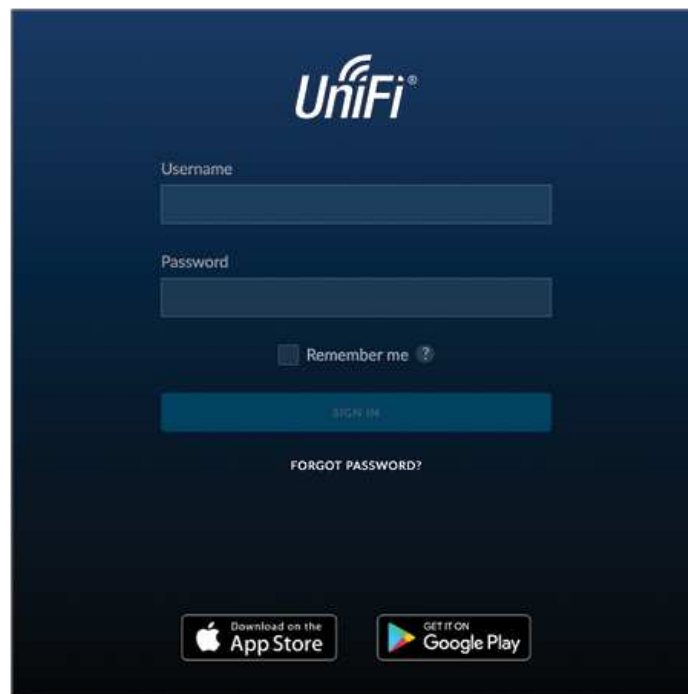 UniFi®
Username
Password
Remember me ?
SIGN IN
FORGOT PASSWORD?
Download on the
App Store
GET IT ON
Google Play